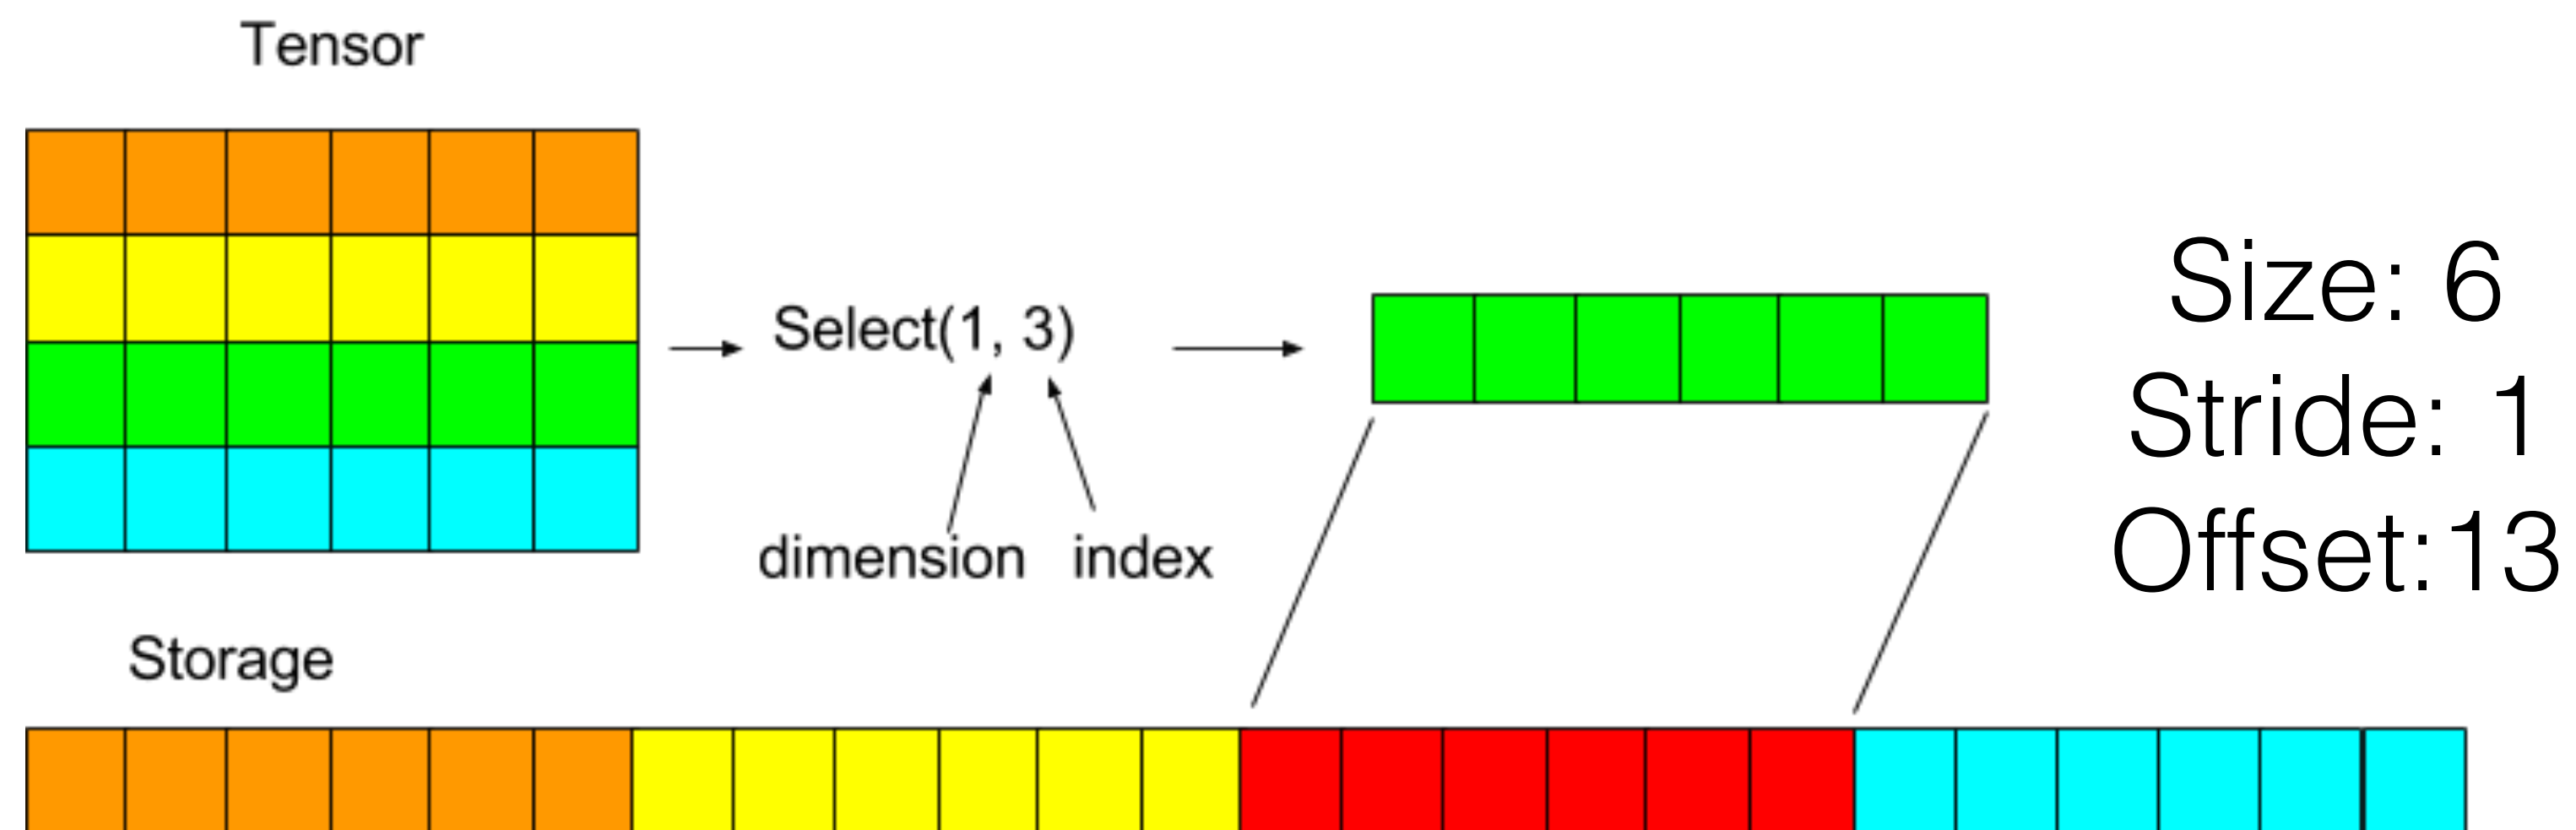 Tensor
Select(1, 3)
dimension index
Size: 6
Stride: 1
Offset:13
Storage